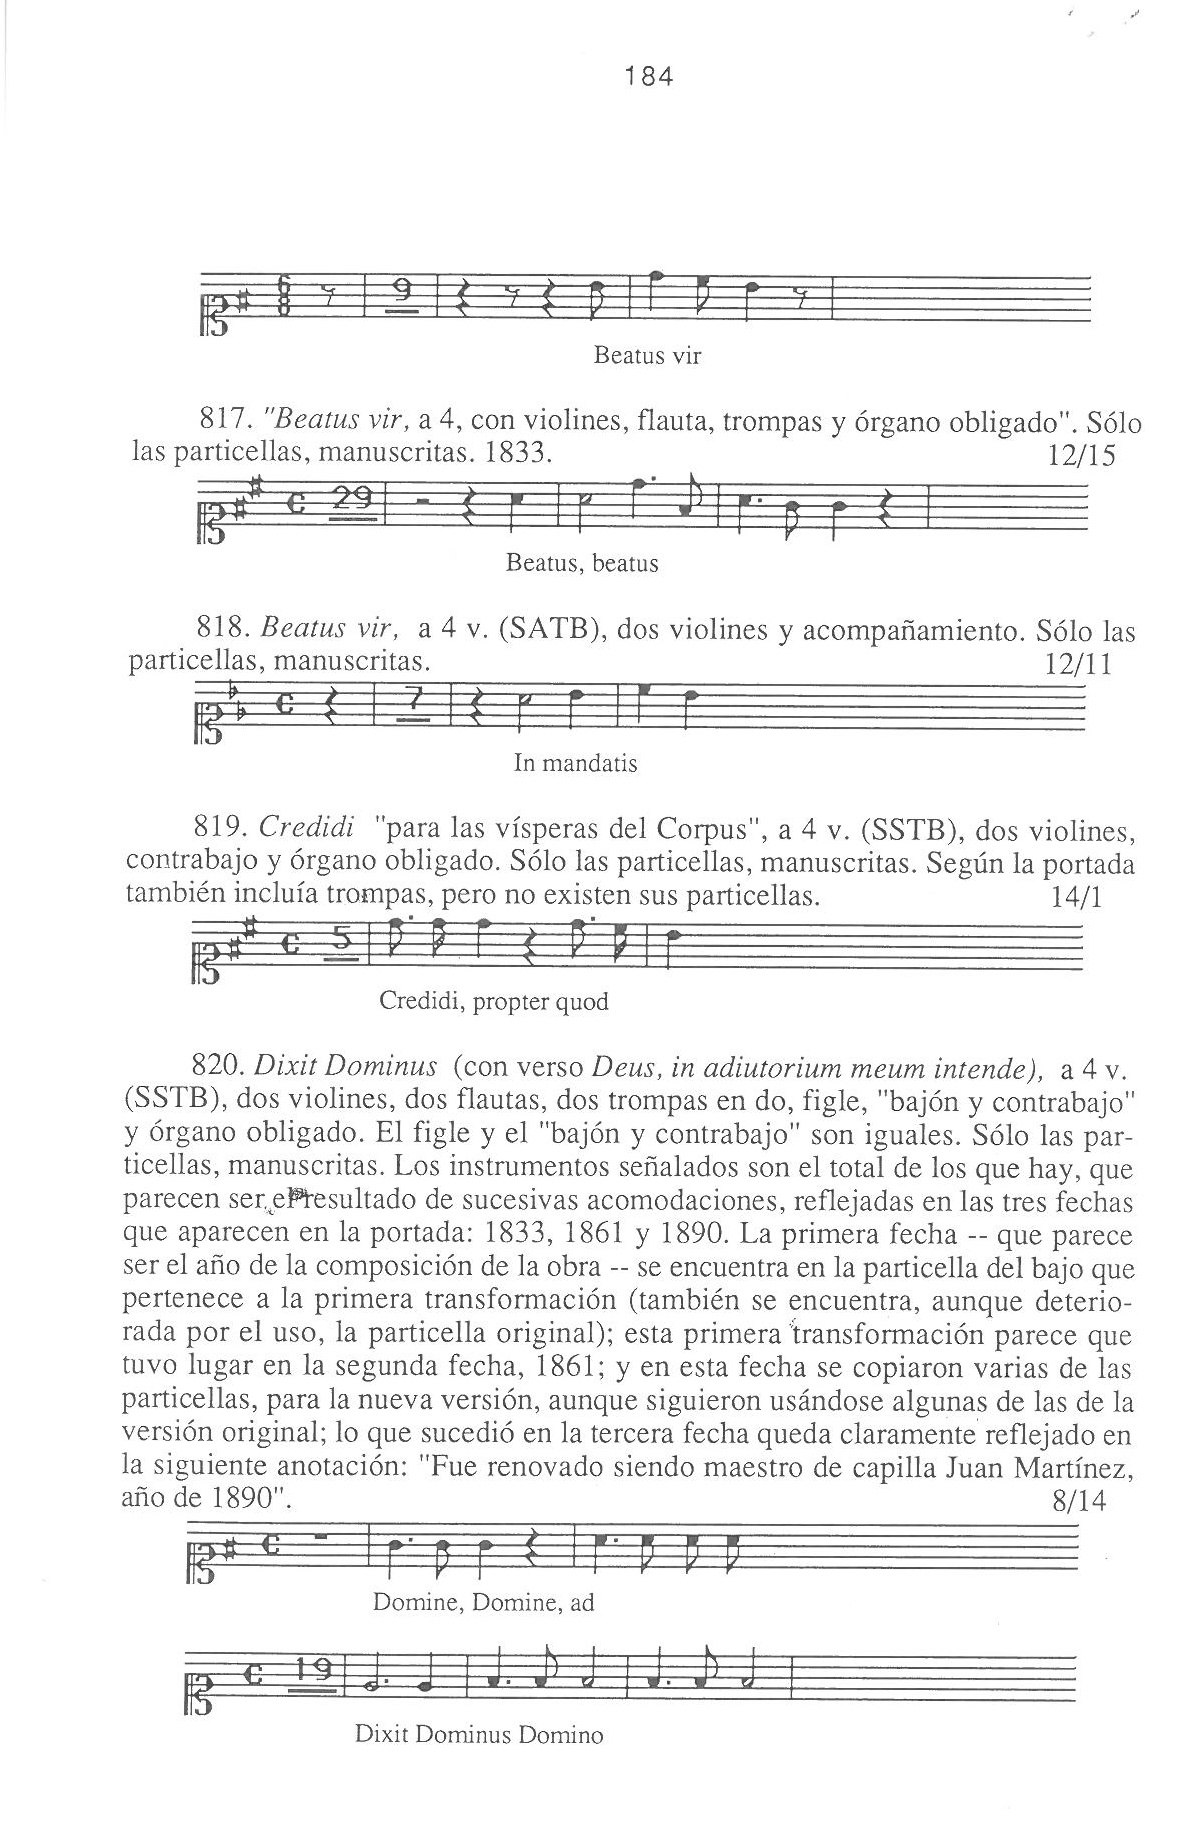 184
Beatus vir
817. "Beatus vir, a 4, con violines, flauta, trompas y órgano obligado". Sólo
las particellas, manuscritas. 1833. 12/15
29
Beatus, beatus
818. Beatus vir, a 4 v. (SATB), dos violines y acompañamiento. Sólo las
particellas, manuscritas. 12/11
7
In mandatis
819. Credidi "para las vísperas del Corpus", a 4 v. (SSTB), dos violines,
contrabajo y órgano obligado. Sólo las particellas, manuscritas. Según la portada
también incluía trompas, pero no existen sus particellas. 14/1
5
Credidi, propter quod
820. Dixit Dominus (con verso Deus, in adiutorium meum intende), a 4 v.
(SSTB), dos violines, dos flautas, dos trompas en do, figle, "bajón y contrabajo"
y órgano obligado. El figle y el "bajón y contrabajo" son iguales. Sólo las par-
ticellas, manuscritas. Los instrumentos señalados son el total de los que hay, que
parecen ser el resultado de sucesivas acomodaciones, reflejadas en las tres fechas
que aparecen en la portada: 1833, 1861 y 1890. La primera fecha -- que parece
ser el año de la composición de la obra -- se encuentra en la particella del bajo que
pertenece a la primera transformación (también se encuentra, aunque deterio-
rada por el uso, la particella original); esta primera transformación parece que
tuvo lugar en la segunda fecha, 1861; y en esta fecha se copiaron varias de las
particellas, para la nueva versión, aunque siguieron usándose algunas de las de la
versión original; lo que sucedió en la tercera fecha queda claramente reflejado en
la siguiente anotación: "Fue renovado siendo maestro de capilla Juan Martínez,
año de 1890". 8/14
Domine, Domine, ad
19
Dixit Dominus Domino